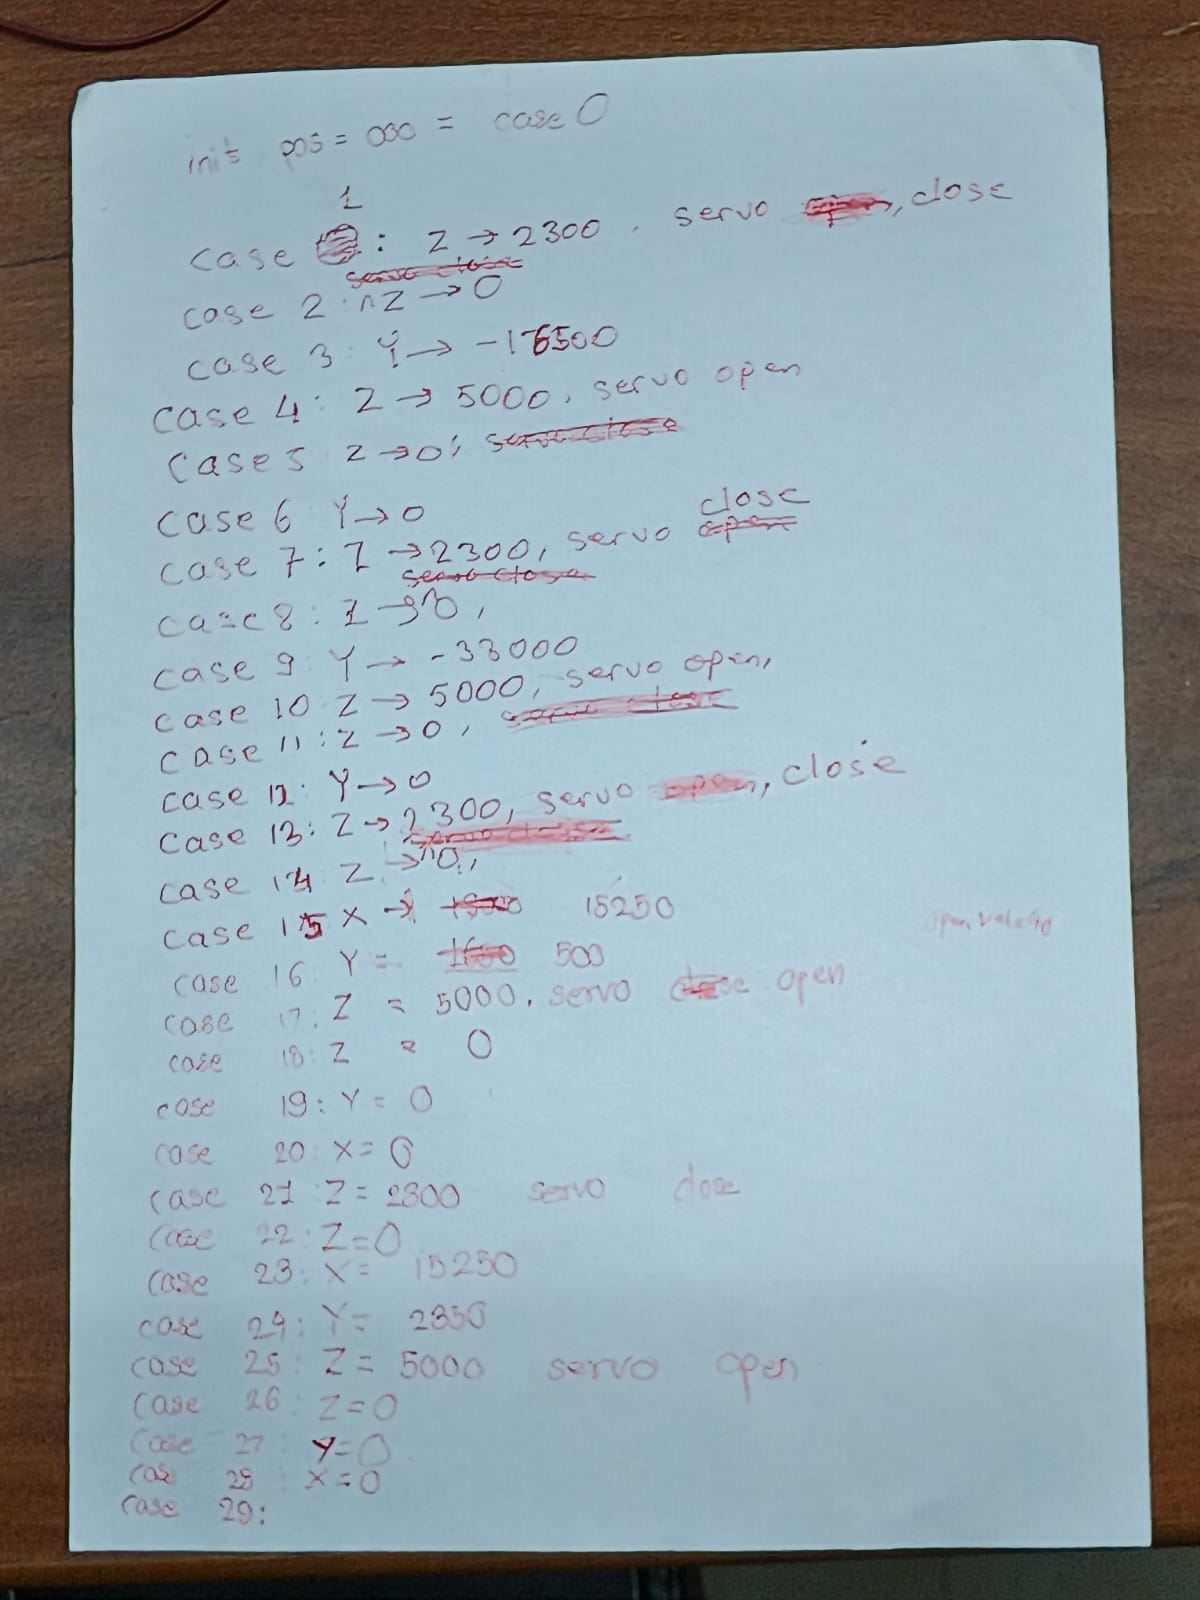 init pos = 000 = case 0
1
case : Z → 2300, servo open, close
servo close
case 2: Z → 0
case 3: Y → -16500
case 4: Z → 5000, servo open
case 5 Z → 0, servo close
case 6 Y → 0
close
case 7: Z → 2300, servo open
servo close
case 8: Z → 0,
case 9: Y → -33000
case 10: Z → 5000, servo open,
case 11: Z → 0, servo close
case 12: Y → 0
case 13: Z → 2300, servo open, close
servo close
case 14 Z → 0,
case 15 X → 15250
case 16: Y = 500
case 17: Z = 5000, servo close open
case 18: Z = 0
case 19: Y = 0
case 20: X = 0
case 21: Z = 2300 servo close
case 22: Z = 0
case 23: X = 15250
case 24: Y = 2350
case 25: Z = 5000 servo open
case 26: Z = 0
case 27: Y = 0
cas 28: X = 0
case 29: